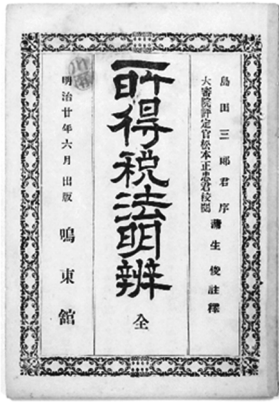 島田三郎君序
大審院評定官松本正忠君校閲
蒲生俊註釋
所得税法明辨 全
明治廿年六月出版
鳴東館